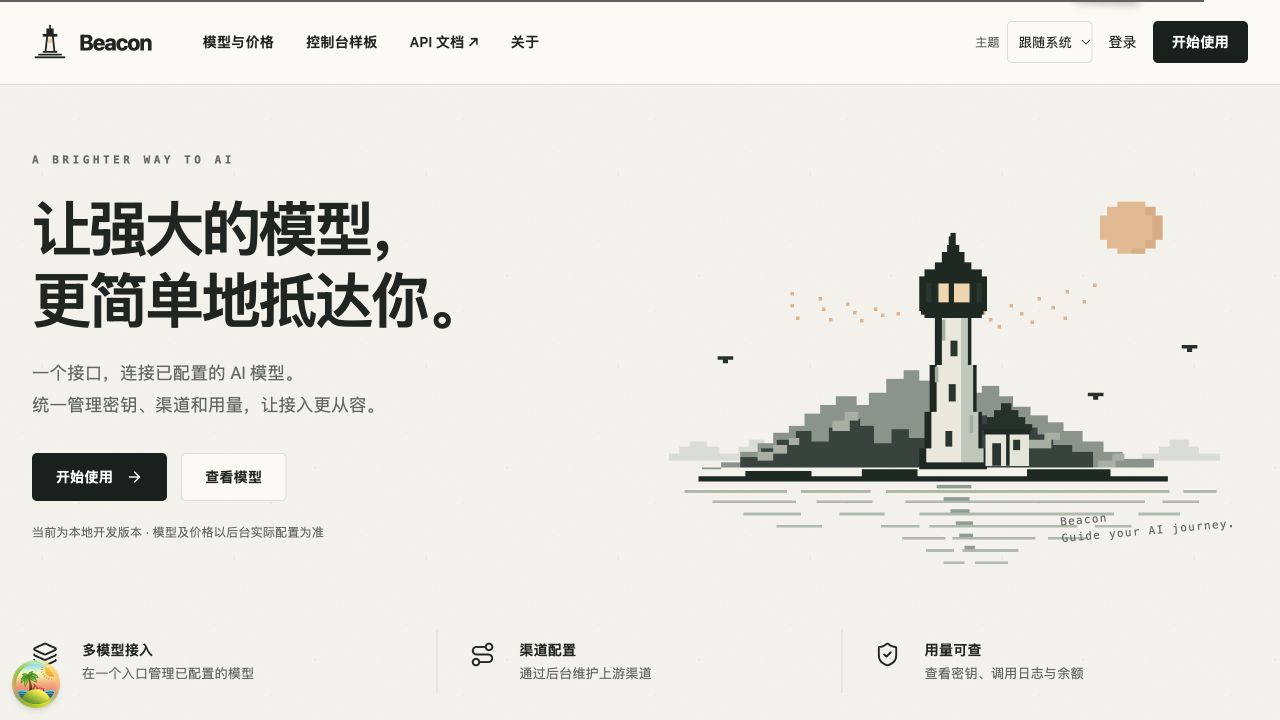 Beacon
模型与价格
控制台样板
API 文档 ↗
关于
主题
跟随系统
登录
开始使用
A BRIGHTER WAY TO AI
让强大的模型，
更简单地抵达你。
一个接口，连接已配置的 AI 模型。
统一管理密钥、渠道和用量，让接入更从容。
开始使用 →
查看模型
当前为本地开发版本 · 模型及价格以后台实际配置为准
Beacon
Guide your AI journey.
多模型接入
在一个入口管理已配置的模型
渠道配置
通过后台维护上游渠道
用量可查
查看密钥、调用日志与余额